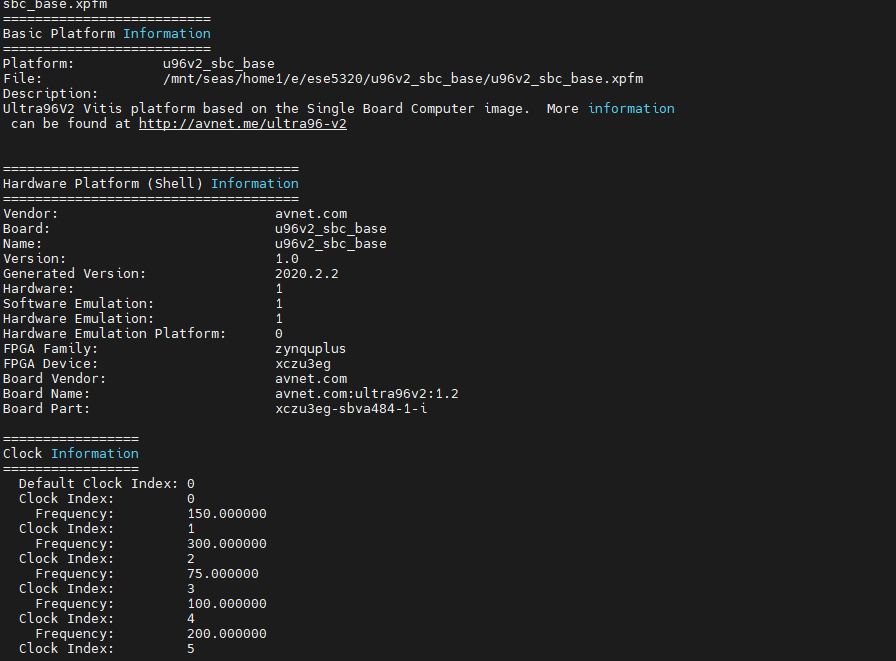 sbc_base.xpfm
==========================
Basic Platform Information
==========================
Platform:           u96v2_sbc_base
File:               /mnt/seas/home1/e/ese5320/u96v2_sbc_base/u96v2_sbc_base.xpfm
Description:
Ultra96V2 Vitis platform based on the Single Board Computer image.  More information
 can be found at http://avnet.me/ultra96-v2
=====================================
Hardware Platform (Shell) Information
=====================================
Vendor:                           avnet.com
Board:                            u96v2_sbc_base
Name:                             u96v2_sbc_base
Version:                          1.0
Generated Version:                2020.2.2
Hardware:                         1
Software Emulation:               1
Hardware Emulation:               1
Hardware Emulation Platform:      0
FPGA Family:                      zynquplus
FPGA Device:                      xczu3eg
Board Vendor:                     avnet.com
Board Name:                       avnet.com:ultra96v2:1.2
Board Part:                       xczu3eg-sbva484-1-i
=================
Clock Information
=================
  Default Clock Index: 0
  Clock Index:         0
    Frequency:         150.000000
  Clock Index:         1
    Frequency:         300.000000
  Clock Index:         2
    Frequency:         75.000000
  Clock Index:         3
    Frequency:         100.000000
  Clock Index:         4
    Frequency:         200.000000
  Clock Index:         5